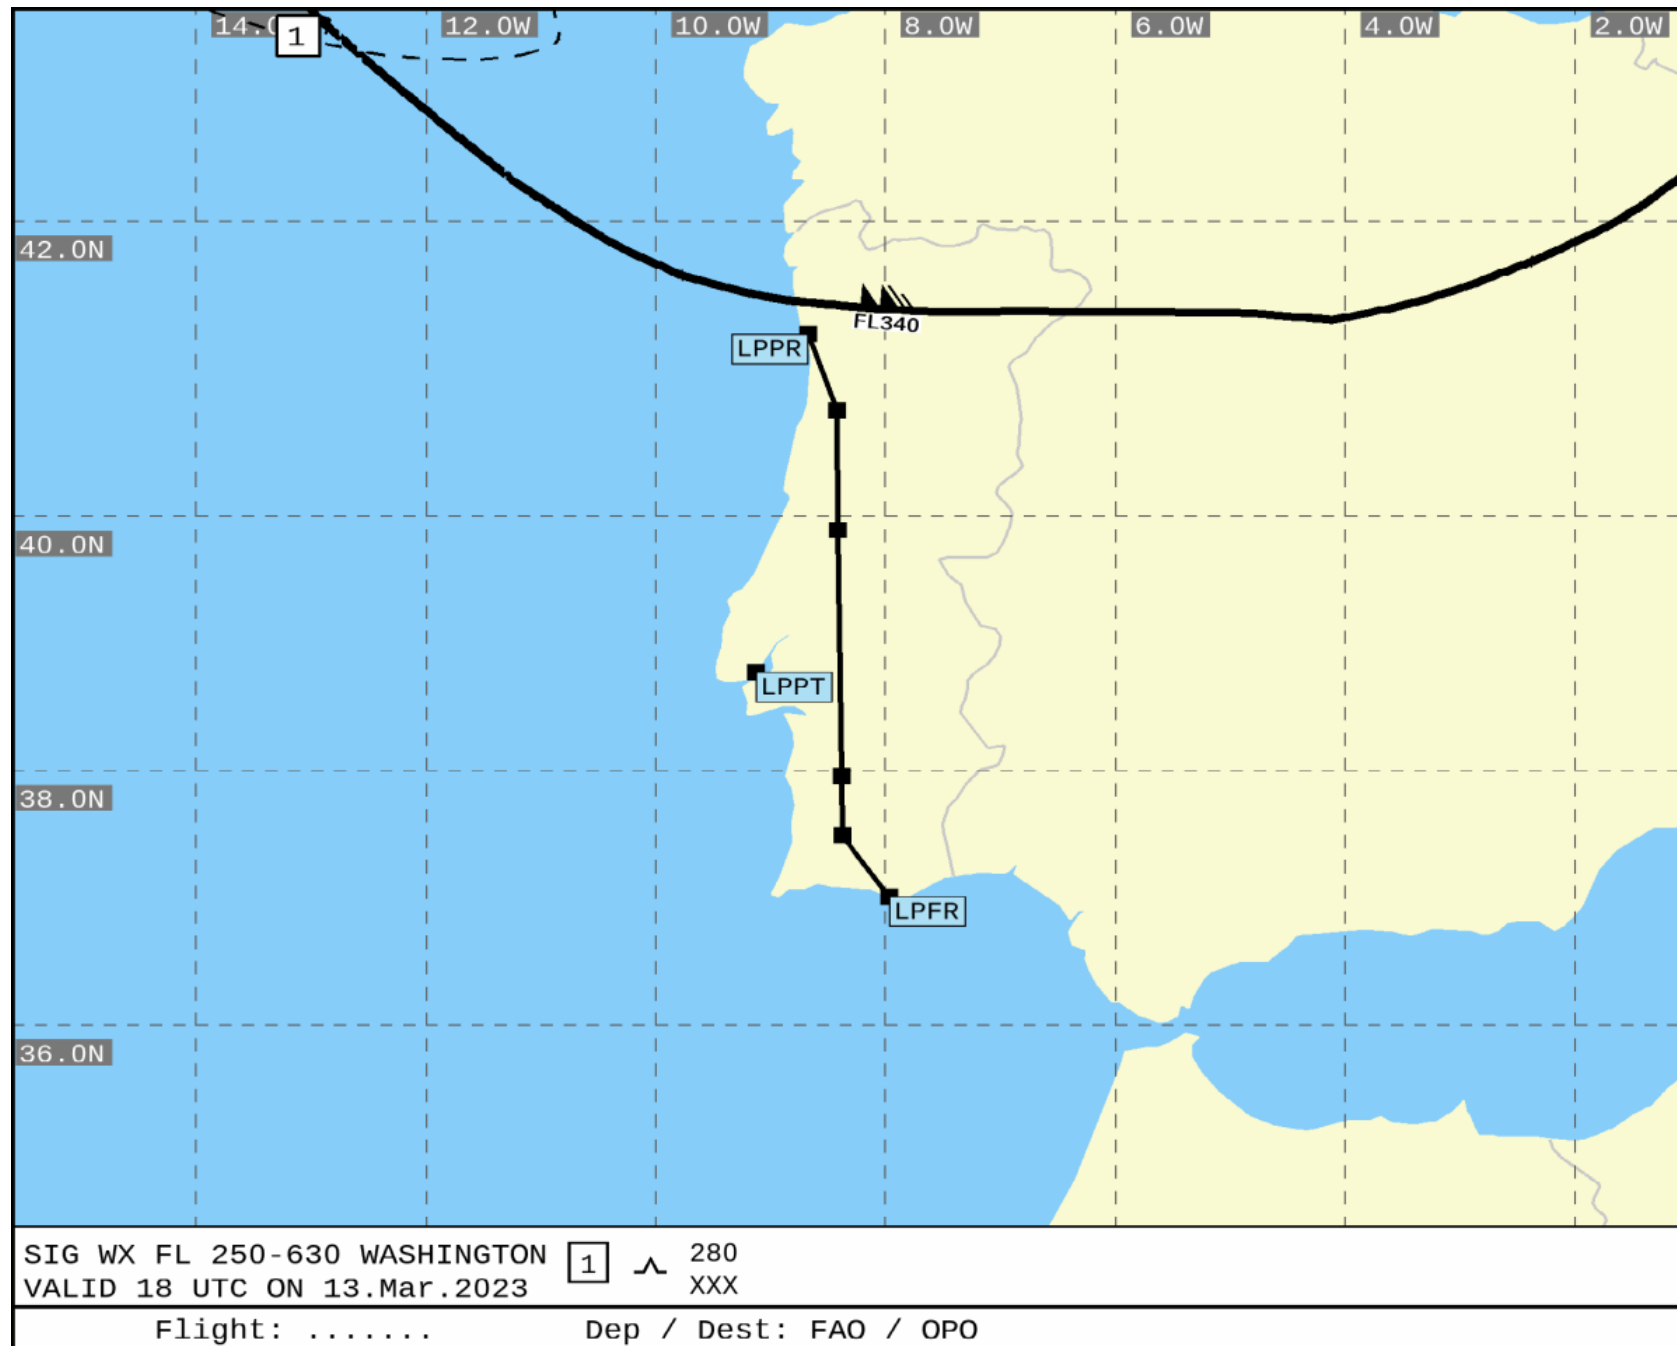 14.0
12.0W
10.0W
8.0W
6.0W
4.0W
2.0W
1
42.0N
FL340
LPPR
40.0N
LPPT
38.0N
LPFR
36.0N
SIG WX FL 250-630 WASHINGTON 1 280
VALID 18 UTC ON 13.Mar.2023 XXX
Flight: ....... Dep / Dest: FAO / OPO